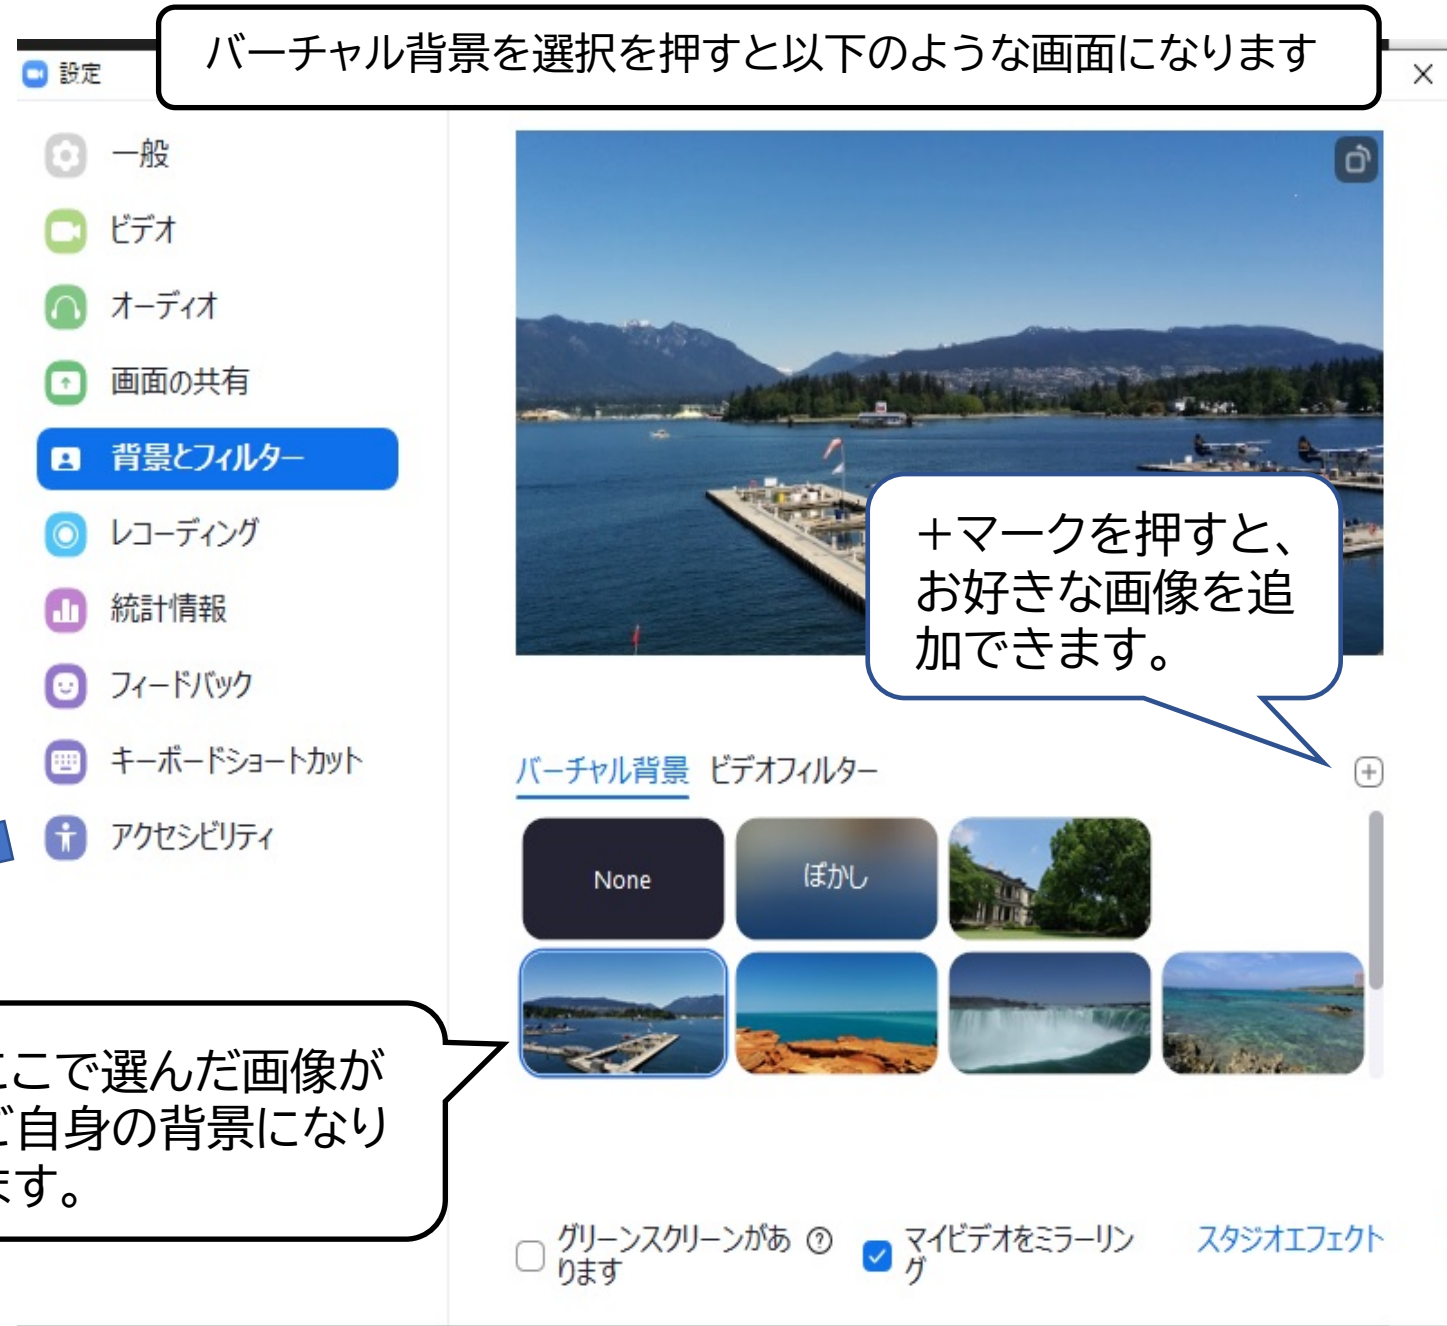 バーチャル背景を選択を押すと以下のような画面になります
設定
一般
ビデオ
オーディオ
画面の共有
背景とフィルター
レコーディング
統計情報
フィードバック
キーボードショートカット
アクセシビリティ
+マークを押すと、
お好きな画像を追
加できます。
バーチャル背景 ビデオフィルター
None
ぼかし
ここで選んだ画像が
ご自身の背景になり
ます。
グリーンスクリーンがあ
ります
マイビデオをミラーリン
グ
スタジオエフェクト